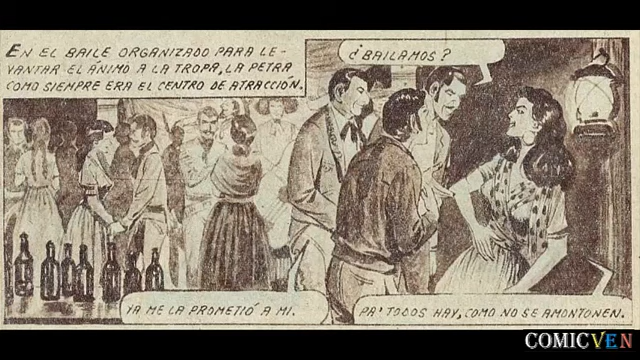 EN EL BAILE ORGANIZADO PARA LE-
VANTAR EL ÁNIMO A LA TROPA, LA PETRA
COMO SIEMPRE ERA EL CENTRO DE ATRACCIÓN.
¿BAILAMOS?
YA ME LA PROMETIÓ A MI.
PA' TODOS HAY, COMO NO SE AMONTONEN.
COMICVEN